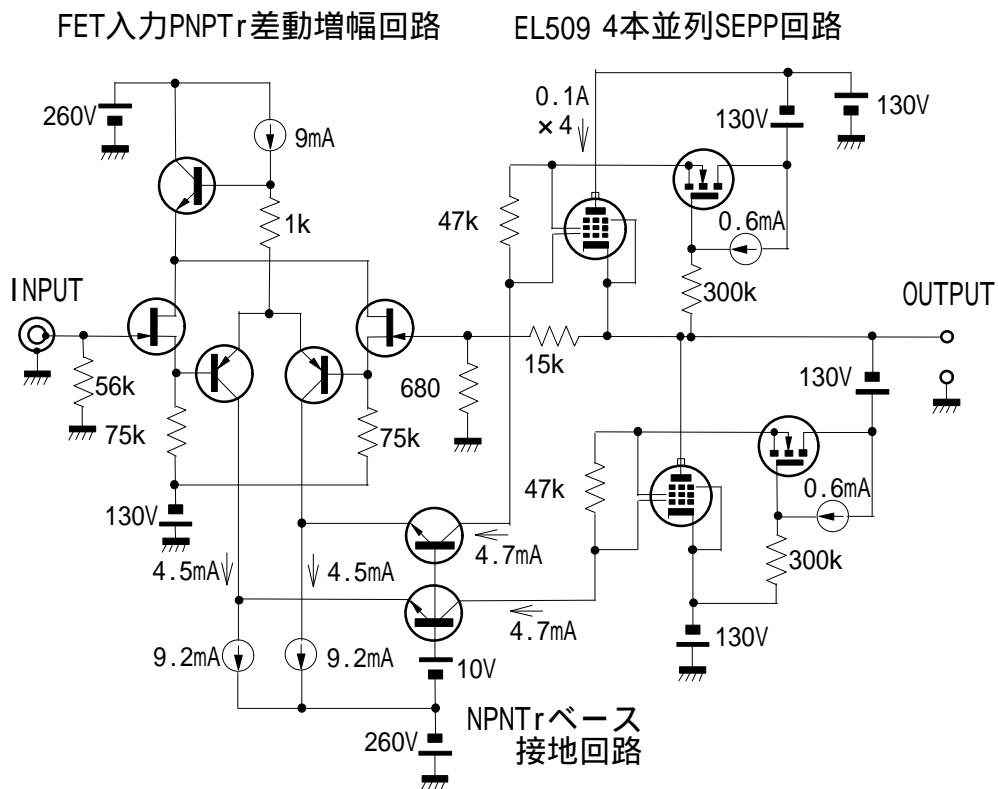 FET入力PNPTr差動増幅回路
EL509 4本並列SEPP回路
260V
9mA
1k
0.1A
×4
130V
130V
47k
0.6mA
300k
INPUT
OUTPUT
56k
75k
75k
680
15k
130V
130V
47k
0.6mA
300k
4.5mA
4.5mA
4.7mA
4.7mA
130V
9.2mA
9.2mA
10V
260V
NPNTrベース
接地回路